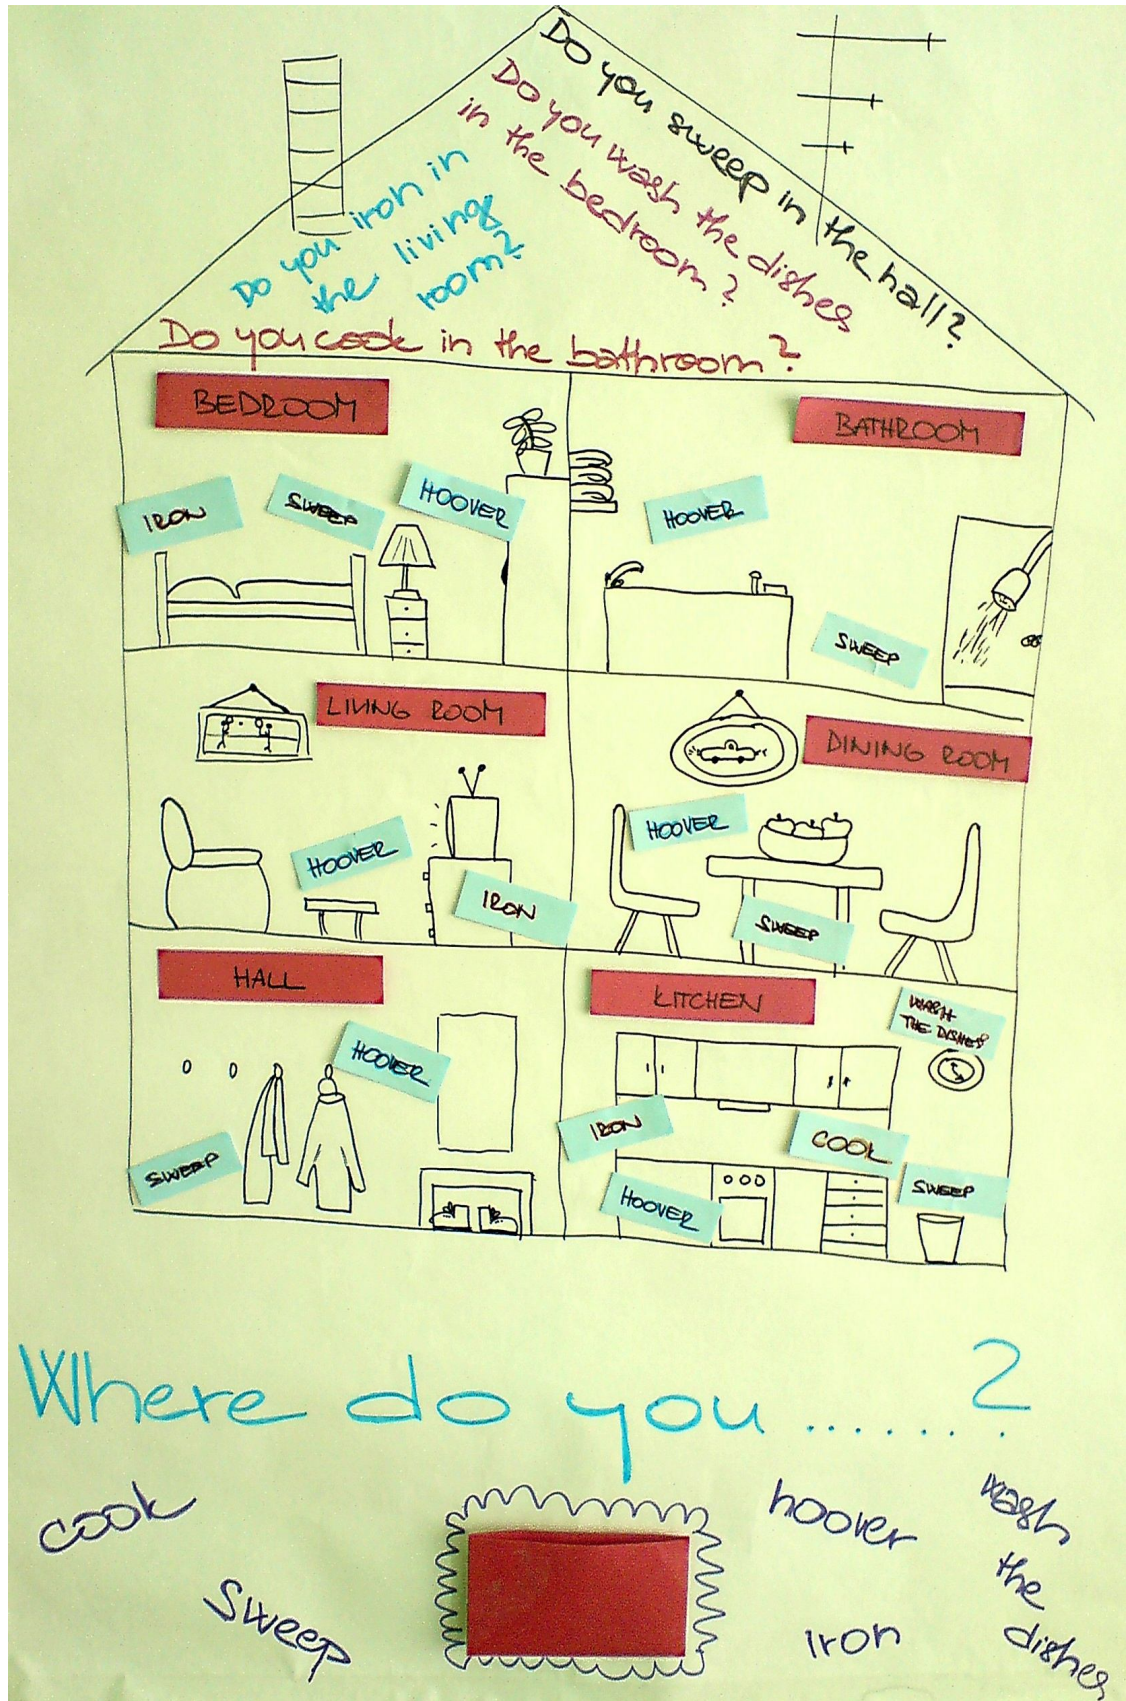 Do you sweep in the hall?
Do you wash the dishes
in the bedroom?
Do you iron in
the living
room?
Do you cook in the bathroom?
BEDROOM
IRON
SWEEP
HOOVER
BATHROOM
HOOVER
SWEEP
LIVING ROOM
HOOVER
IRON
DINING ROOM
HOOVER
SWEEP
HALL
HOOVER
SWEEP
KITCHEN
WASH
THE DISHES
IRON
COOK
HOOVER
SWEEP
Where do you .......?
cook
Sweep
hoover
Iron
wash
the
dishes